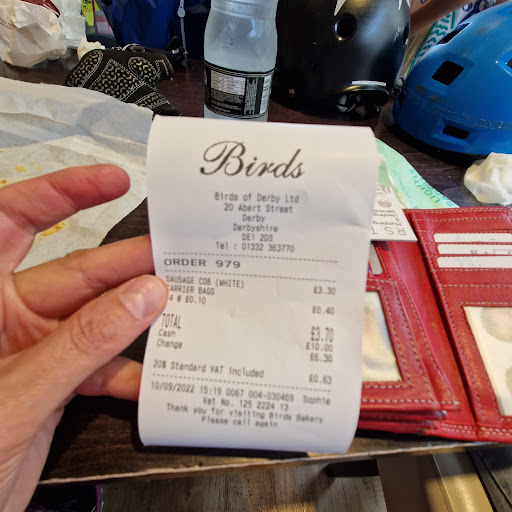 Birds
Birds of Derby Ltd
20 Abert Street
Derby
Derbyshire
DE1 2DS
Tel : 01332 363770
ORDER 979
SAUSAGE COB (WHITE) £3.30
CARRIER BAGS
4 @ £0.10 £0.40
TOTAL £3.70
Cash £10.00
Change £6.30
20% Standard VAT included £0.63
10/09/2022 15:19 0067 004-030469 Sophie
Vat No. 125 2224 13
Thank you for visiting Birds Bakery
Please call again